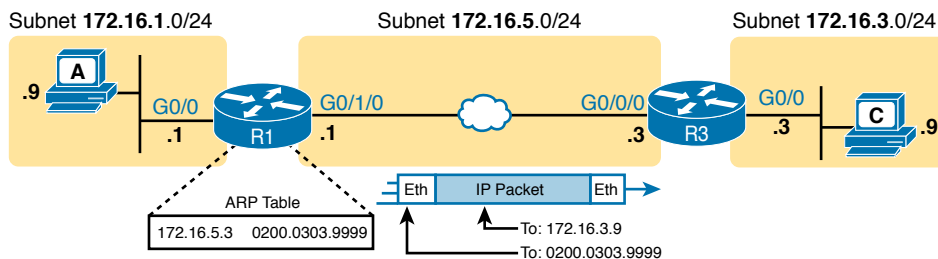 Subnet 172.16.1.0/24
Subnet 172.16.5.0/24
Subnet 172.16.3.0/24
A
.9
G0/0
.1
R1
G0/1/0
.1
G0/0/0
.3
R3
G0/0
.3
C
.9
ARP Table
172.16.5.3 0200.0303.9999
Eth IP Packet Eth
To: 172.16.3.9
To: 0200.0303.9999